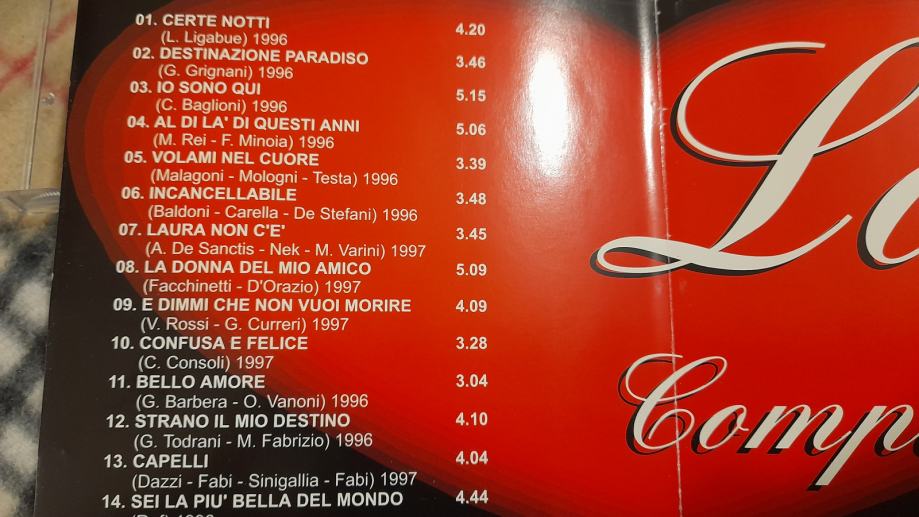 01. CERTE NOTTI 4.20
(L. Ligabue) 1996
02. DESTINAZIONE PARADISO 3.46
(G. Grignani) 1996
03. IO SONO QUI 5.15
(C. Baglioni) 1996
04. AL DI LA' DI QUESTI ANNI 5.06
(M. Rei - F. Minoia) 1996
05. VOLAMI NEL CUORE 3.39
(Malagoni - Mologni - Testa) 1996
06. INCANCELLABILE 3.48
(Baldoni - Carella - De Stefani) 1996
07. LAURA NON C'E' 3.45
(A. De Sanctis - Nek - M. Varini) 1997
08. LA DONNA DEL MIO AMICO 5.09
(Facchinetti - D'Orazio) 1997
09. E DIMMI CHE NON VUOI MORIRE 4.09
(V. Rossi - G. Curreri) 1997
10. CONFUSA E FELICE 3.28
(C. Consoli) 1997
11. BELLO AMORE 3.04
(G. Barbera - O. Vanoni) 1996
12. STRANO IL MIO DESTINO 4.10
(G. Todrani - M. Fabrizio) 1996
13. CAPELLI 4.04
(Dazzi - Fabi - Sinigallia - Fabi) 1997
14. SEI LA PIU' BELLA DEL MONDO 4.44
Lo
Comp